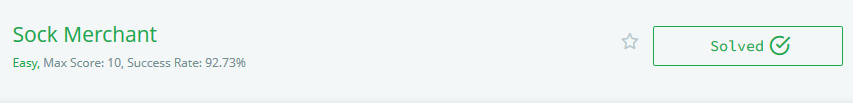 Sock Merchant
Solved
Easy, Max Score: 10, Success Rate: 92.73%